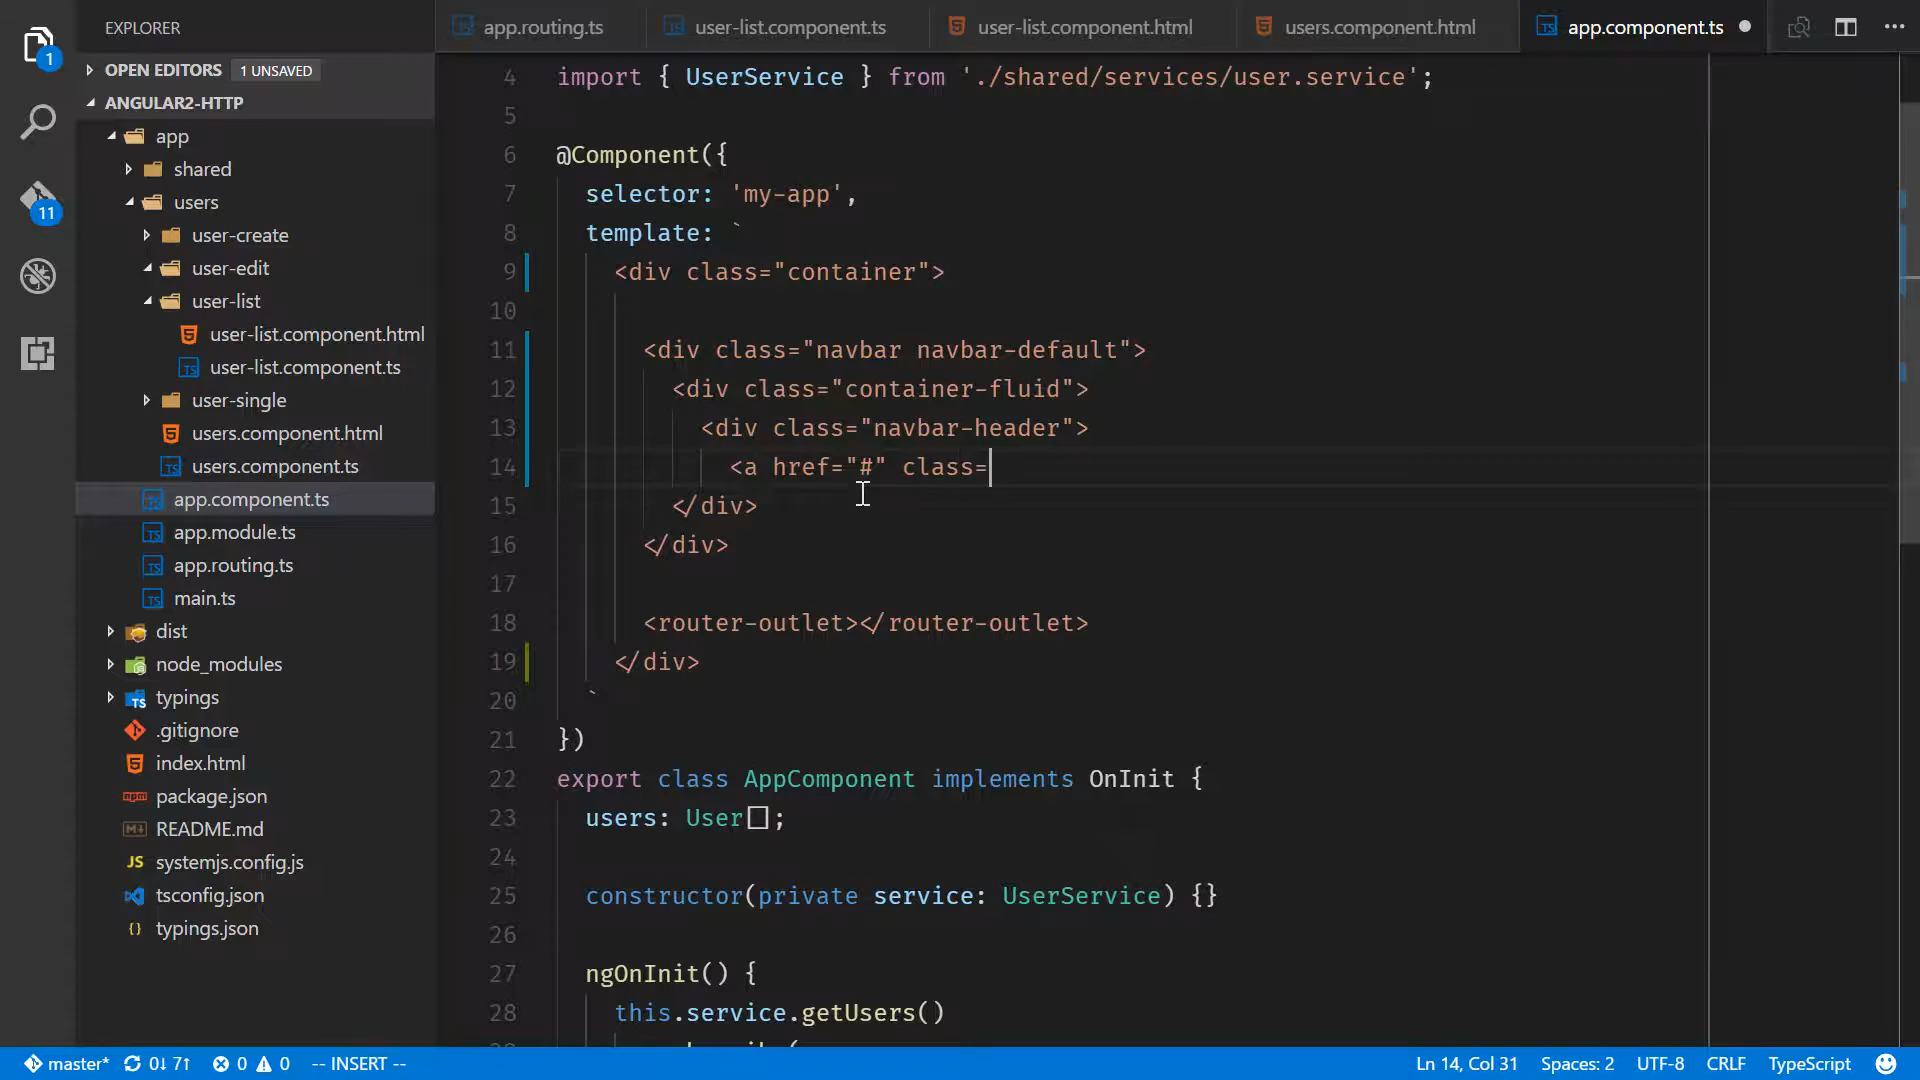 EXPLORER
app.routing.ts
user-list.component.ts
user-list.component.html
users.component.html
app.component.ts
1
OPEN EDITORS 1 UNSAVED
ANGULAR2-HTTP
app
shared
users
11
user-create
user-edit
user-list
user-list.component.html
user-list.component.ts
user-single
users.component.html
users.component.ts
app.component.ts
app.module.ts
app.routing.ts
main.ts
dist
node_modules
typings
.gitignore
index.html
package.json
README.md
systemjs.config.js
tsconfig.json
typings.json
4 import { UserService } from './shared/services/user.service';
5
6 @Component({
7 selector: 'my-app',
8 template: `
9 <div class="container">
10
11 <div class="navbar navbar-default">
12 <div class="container-fluid">
13 <div class="navbar-header">
14 <a href="#" class=
15 </div>
16 </div>
17
18 <router-outlet></router-outlet>
19 </div>
20 `
21 })
22 export class AppComponent implements OnInit {
23 users: User[];
24
25 constructor(private service: UserService) {}
26
27 ngOnInit() {
28 this.service.getUsers()
master* 0↓ 7↑ 0 0 -- INSERT -- Ln 14, Col 31 Spaces: 2 UTF-8 CRLF TypeScript